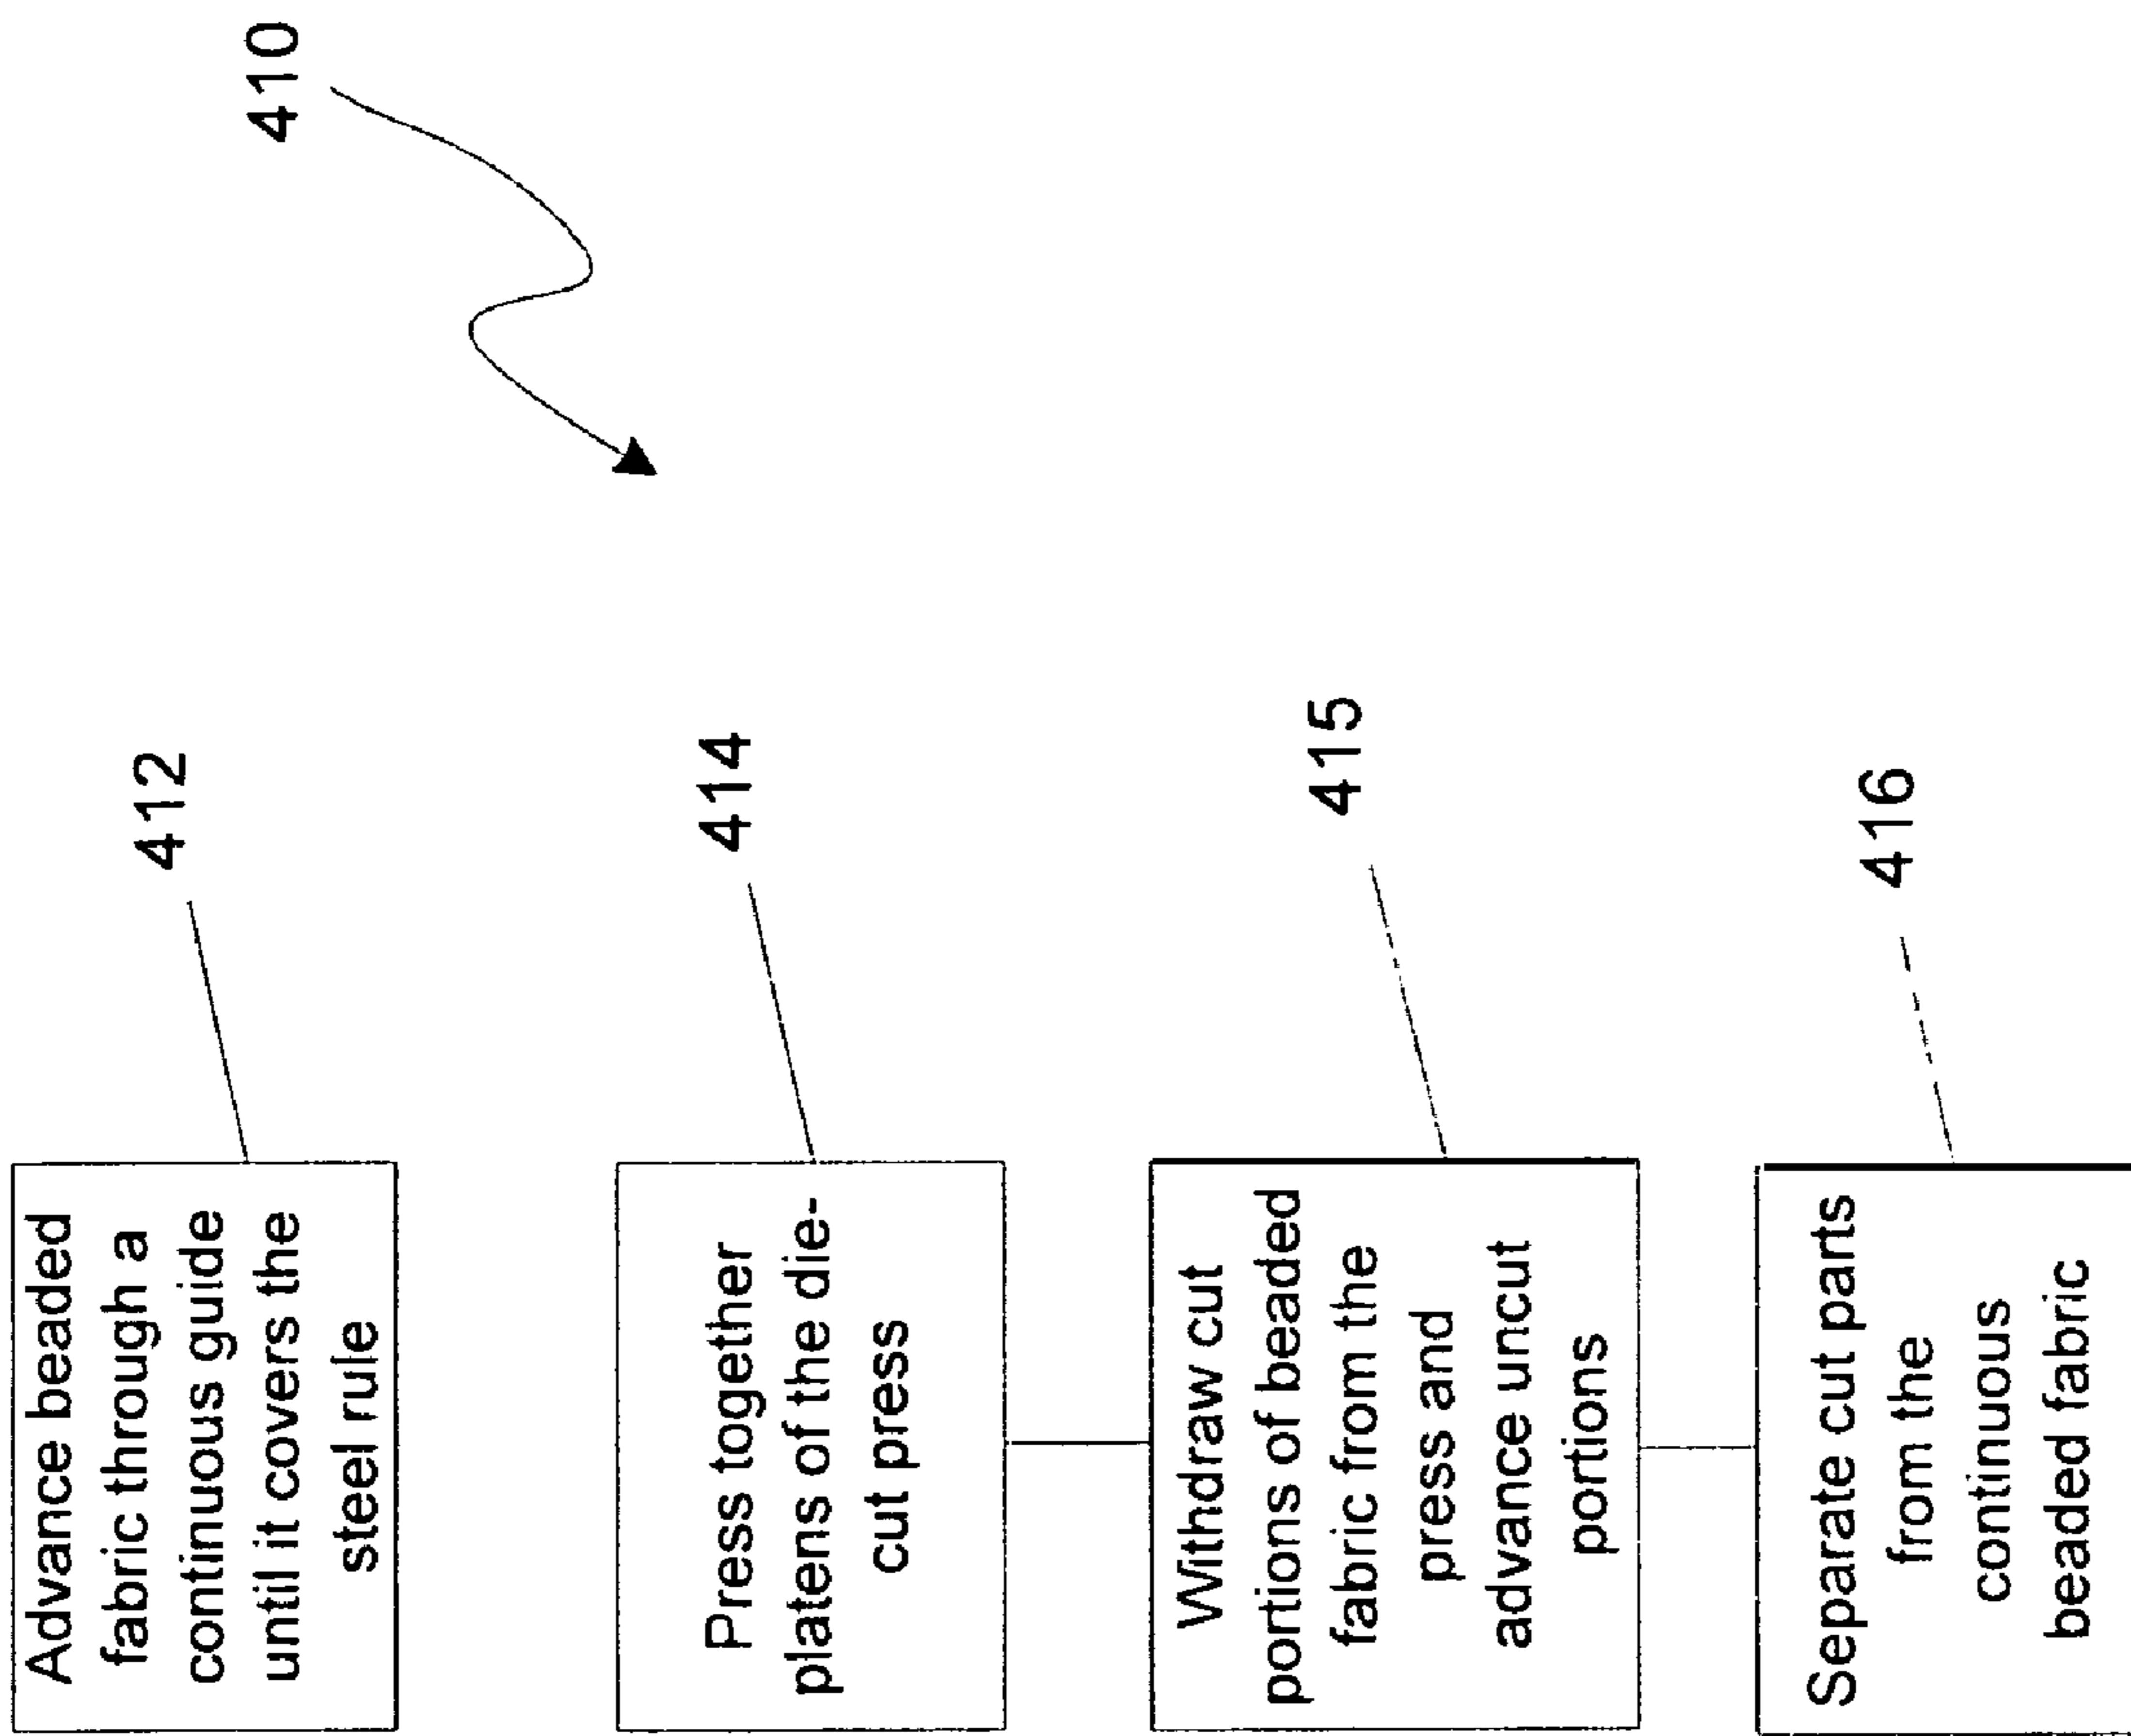 410
412
Advance beaded
fabric through a
continuous guide
until it covers the
steel rule
414
Press together
platens of the die-
cut press
415
Withdraw cut
portions of beaded
fabric from the
press and
advance uncut
portions
416
Separate cut parts
from the
continuous
beaded fabric